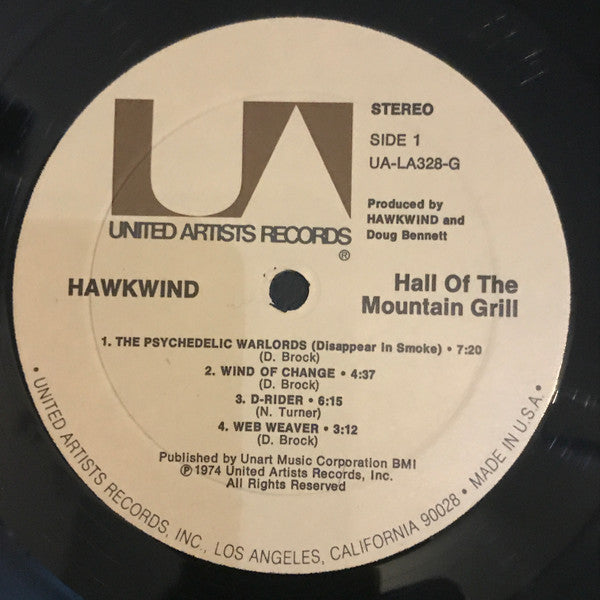 UA
UNITED ARTISTS RECORDS
®
STEREO
SIDE 1
UA-LA328-G
Produced by
HAWKWIND and
Doug Bennett
HAWKWIND
Hall Of The
Mountain Grill
1. THE PSYCHEDELIC WARLORDS (Disappear In Smoke) • 7:20
(D. Brock)
2. WIND OF CHANGE • 4:37
(D. Brock)
3. D-RIDER • 6:15
(N. Turner)
4. WEB WEAVER • 3:12
(D. Brock)
Published by Unart Music Corporation BMI
℗1974 United Artists Records, Inc.
All Rights Reserved
• UNITED ARTISTS RECORDS, INC., LOS ANGELES, CALIFORNIA 90028 • MADE IN U.S.A. •